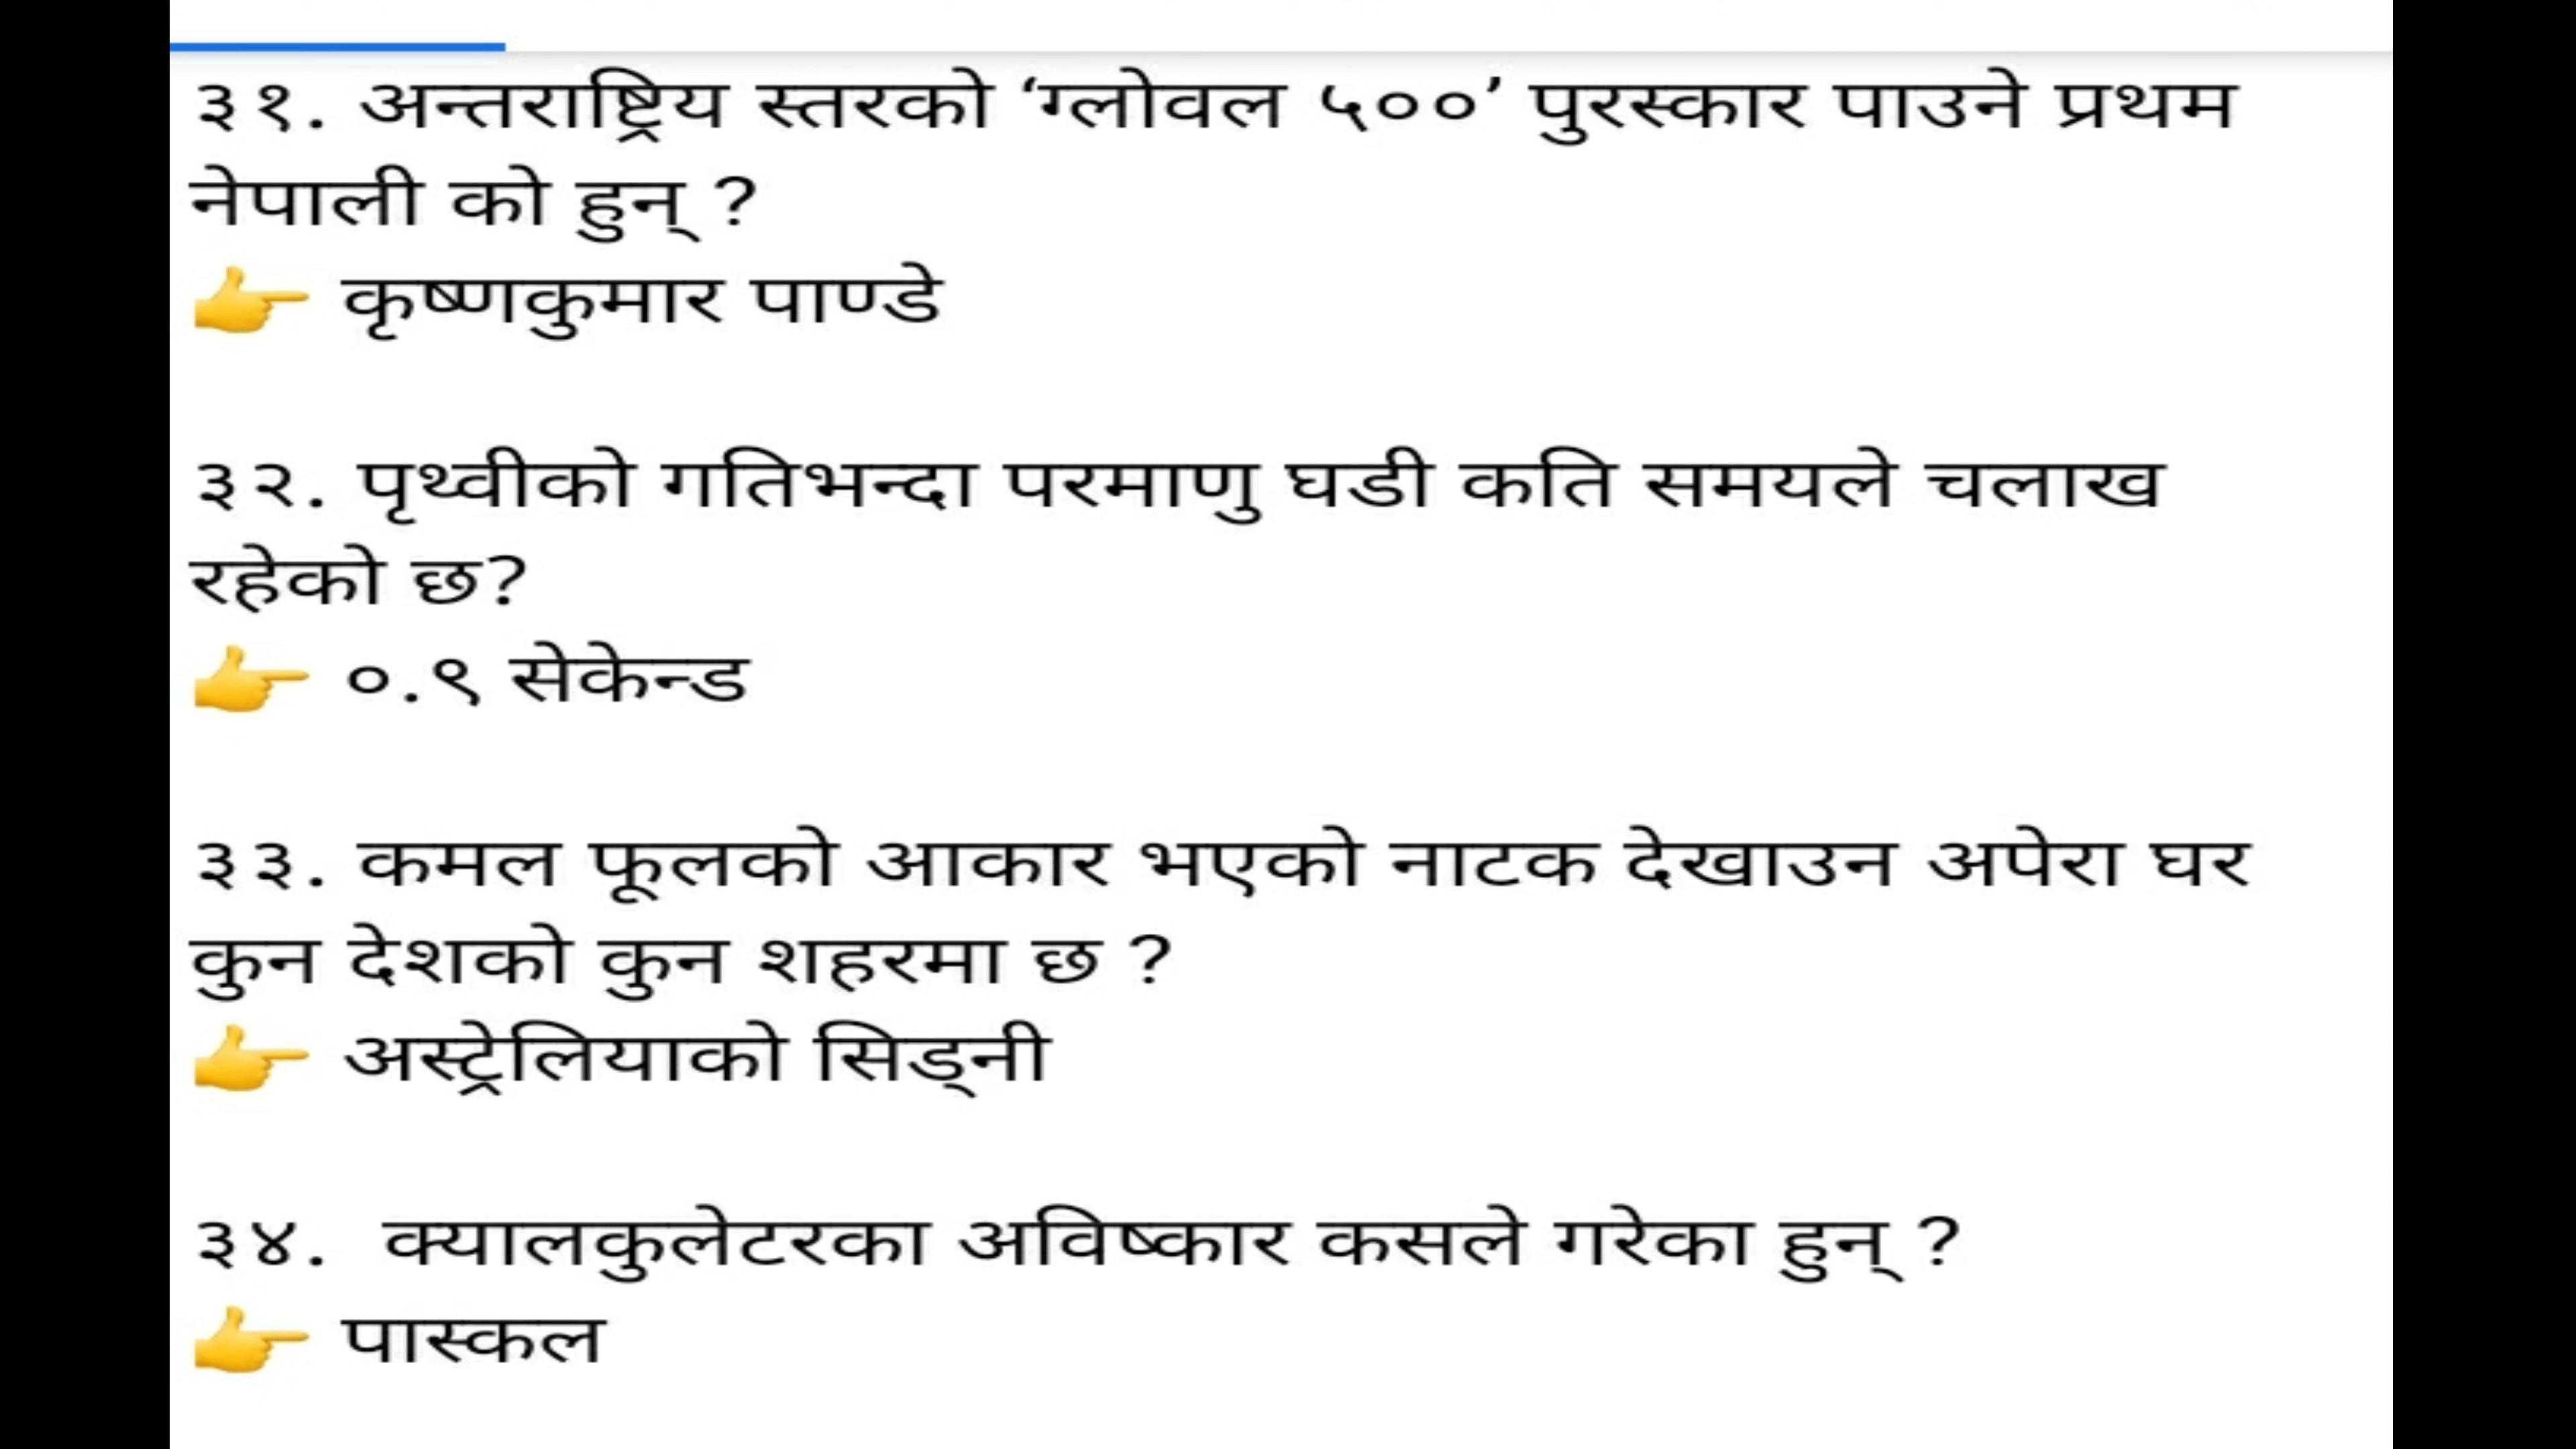 ३१. अन्तराष्ट्रिय स्तरको ‘ग्लोवल ५००’ पुरस्कार पाउने प्रथम
नेपाली को हुन् ?
👉 कृष्णकुमार पाण्डे
३२. पृथ्वीको गतिभन्दा परमाणु घडी कति समयले चलाख
रहेको छ?
👉 ०.९ सेकेन्ड
३३. कमल फूलको आकार भएको नाटक देखाउन अपेरा घर
कुन देशको कुन शहरमा छ ?
👉 अस्ट्रेलियाको सिड्नी
३४. क्यालकुलेटरका अविष्कार कसले गरेका हुन् ?
👉 पास्कल